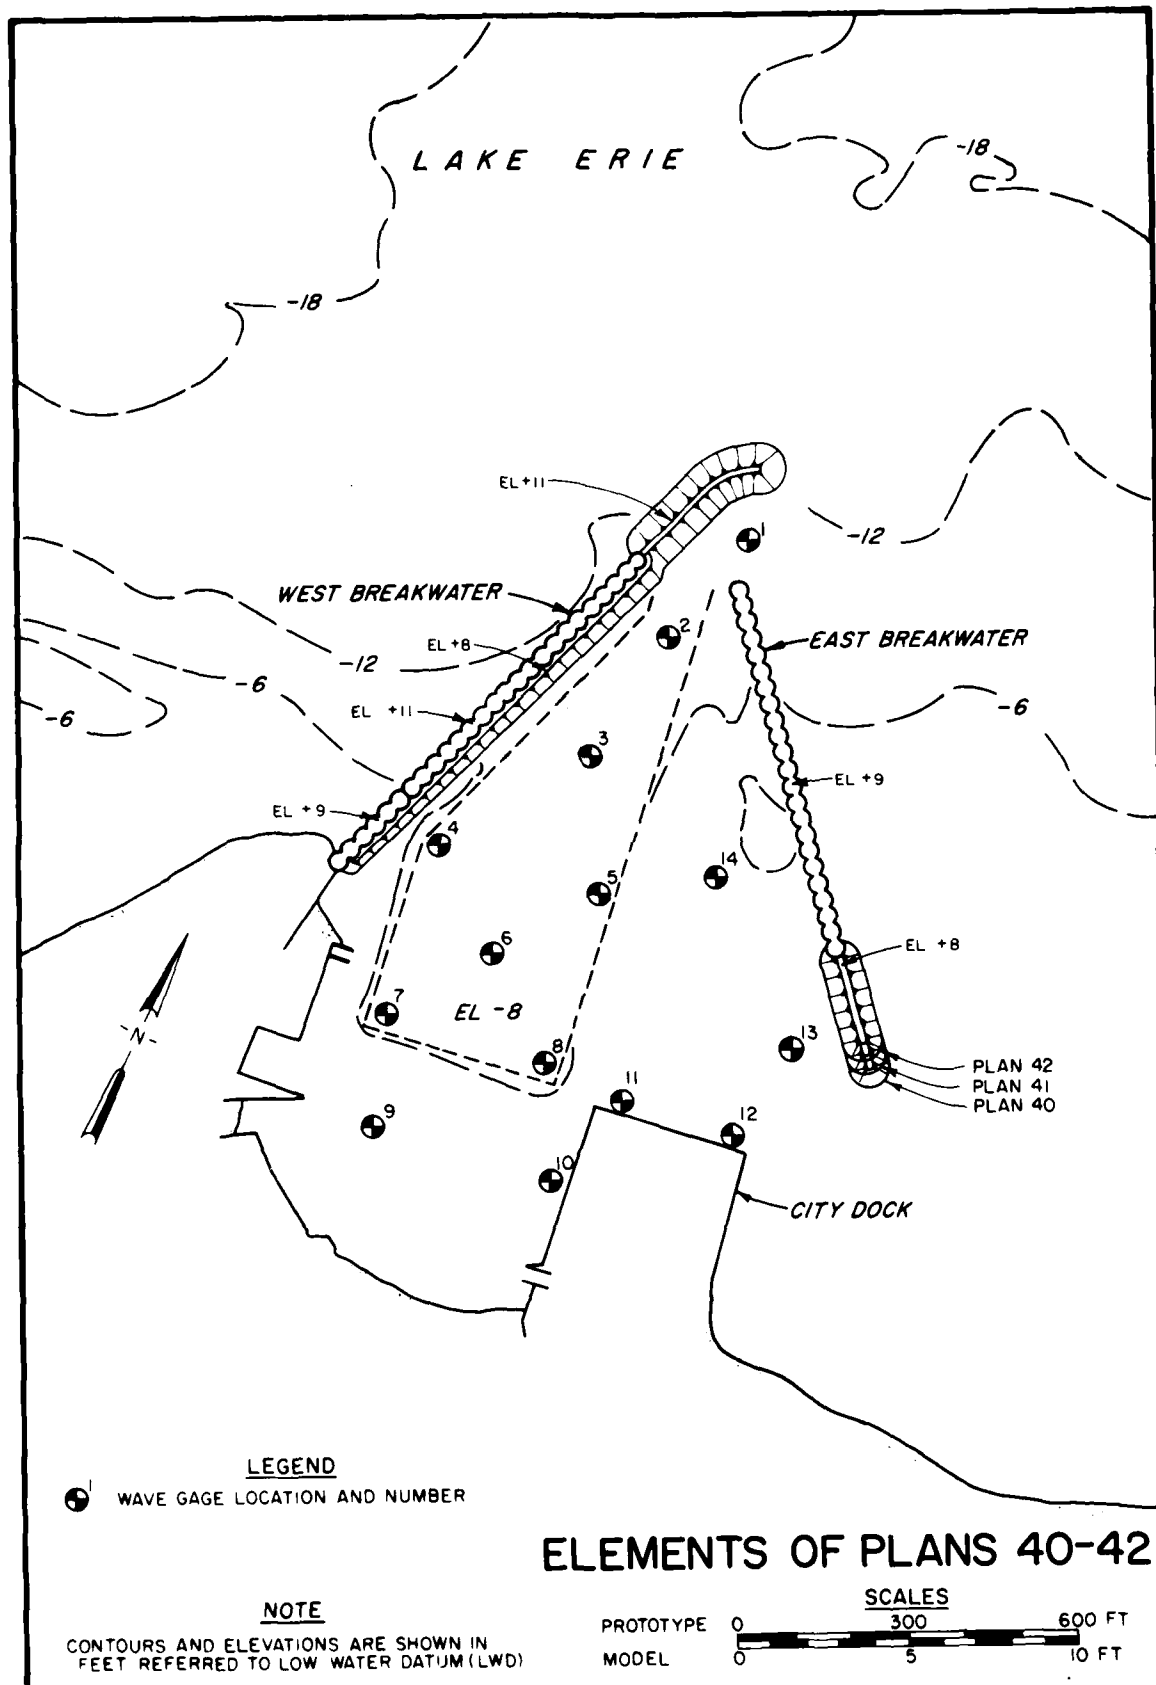 -18
LAKE ERIE
-18
EL +11
1
-12
WEST BREAKWATER
2
EAST BREAKWATER
EL +8
-12
-6
-6
-6
EL +11
3
EL +9
EL +9
4
14
5
6
EL +8
7
EL -8
-N-
8
13
PLAN 42
PLAN 41
PLAN 40
11
9
12
10
CITY DOCK
LEGEND
1
WAVE GAGE LOCATION AND NUMBER
ELEMENTS OF PLANS 40-42
NOTE
CONTOURS AND ELEVATIONS ARE SHOWN IN
FEET REFERRED TO LOW WATER DATUM (LWD)
SCALES
PROTOTYPE 0 300 600 FT
MODEL 0 5 10 FT